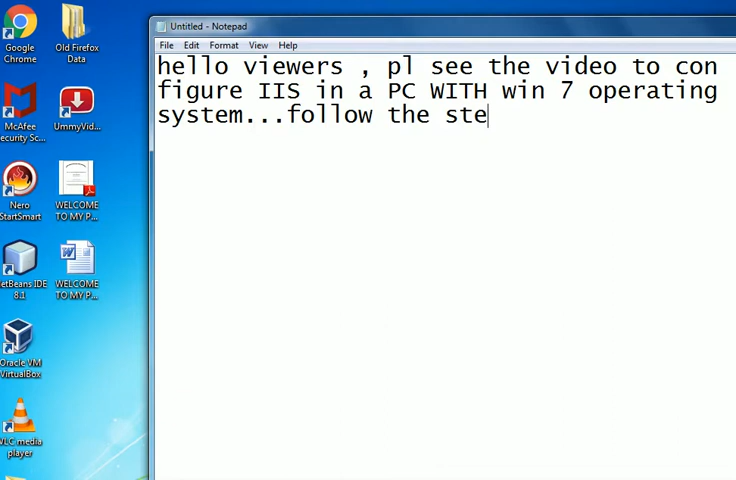 Untitled - Notepad
File Edit Format View Help
hello viewers , pl see the video to con
figure IIS in a PC WITH win 7 operating
system...follow the ste
Google
Chrome
Old Firefox
Data
McAfee
Security Sc...
UmmyVid...
Nero
StartSmart
WELCOME
TO MY P...
etBeans IDE
8.1
WELCOME
TO MY P...
Oracle VM
VirtualBox
VLC media
player